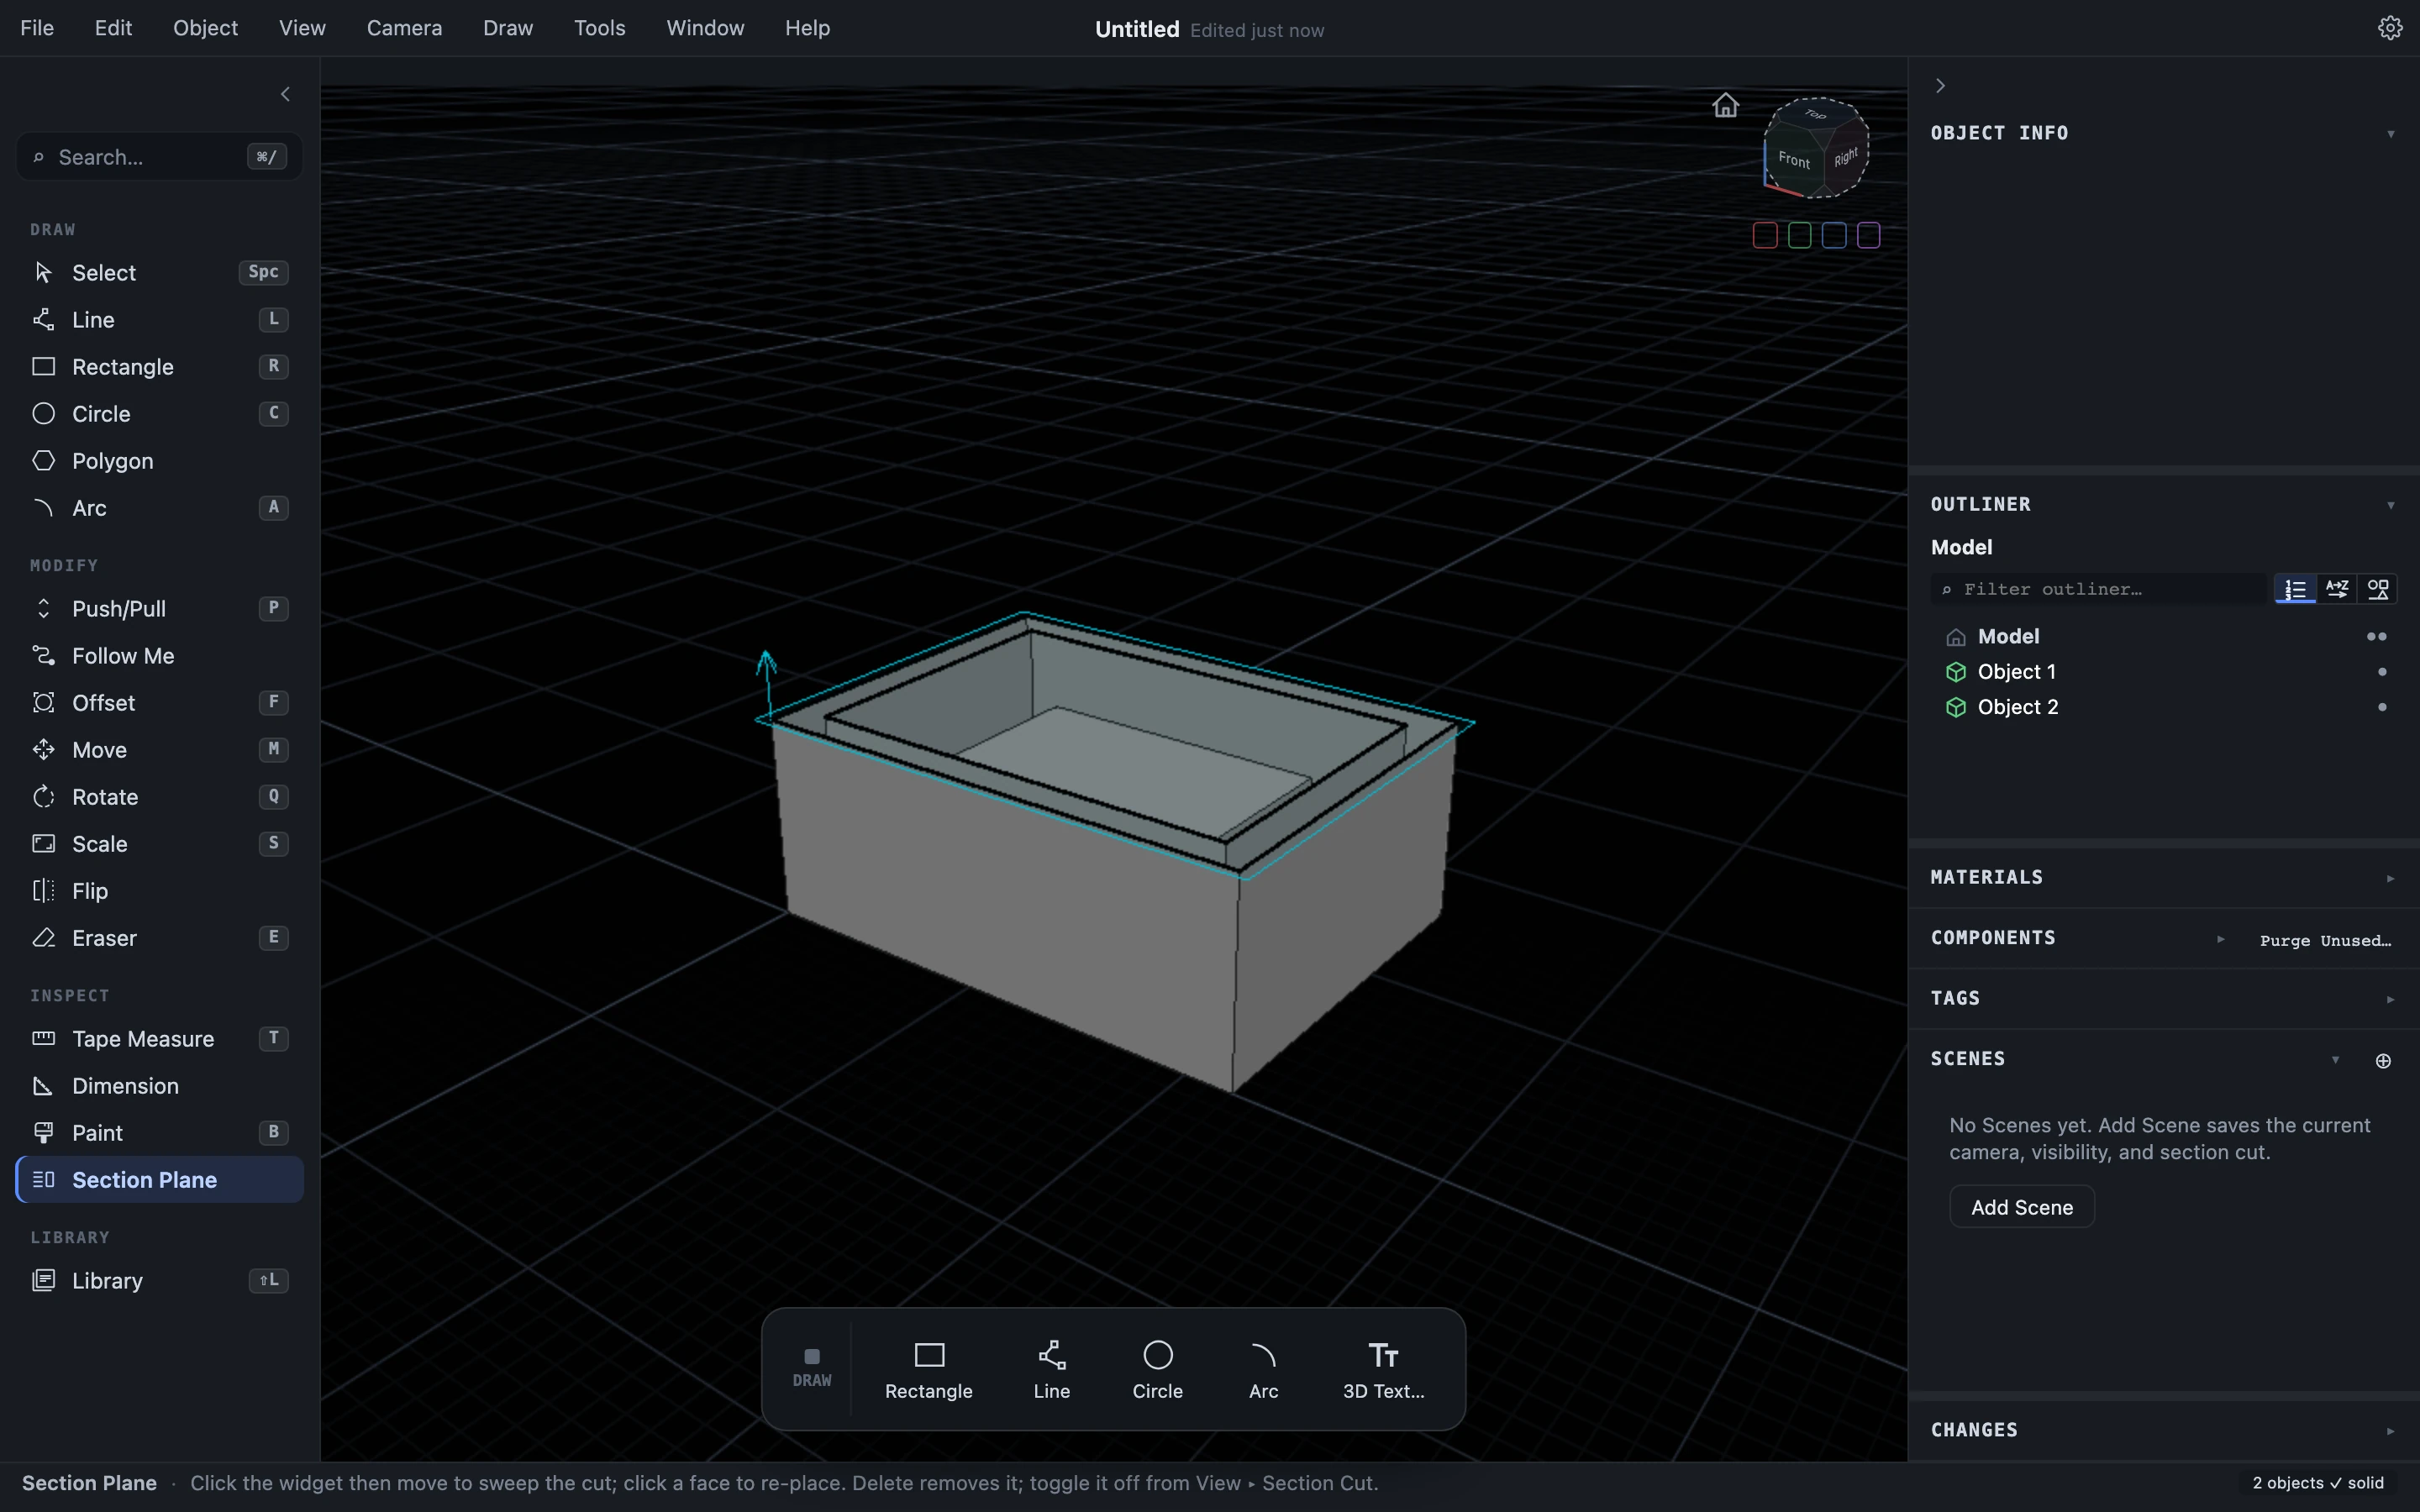 File Edit Object View Camera Draw Tools Window Help
Untitled Edited just now
Search... ⌘/
DRAW
Select Spc
Line L
Rectangle R
Circle C
Polygon
Arc A
MODIFY
Push/Pull P
Follow Me
Offset F
Move M
Rotate Q
Scale S
Flip
Eraser E
INSPECT
Tape Measure T
Dimension
Paint B
Section Plane
LIBRARY
Library ⇧L
Top
Front
Right
DRAW
Rectangle
Line
Circle
Arc
3D Text...
OBJECT INFO
OUTLINER
Model
Filter outliner…
Model
Object 1
Object 2
MATERIALS
COMPONENTS Purge Unused…
TAGS
SCENES
No Scenes yet. Add Scene saves the current
camera, visibility, and section cut.
Add Scene
CHANGES
Section Plane · Click the widget then move to sweep the cut; click a face to re-place. Delete removes it; toggle it off from View ▸ Section Cut.
2 objects ✓ solid